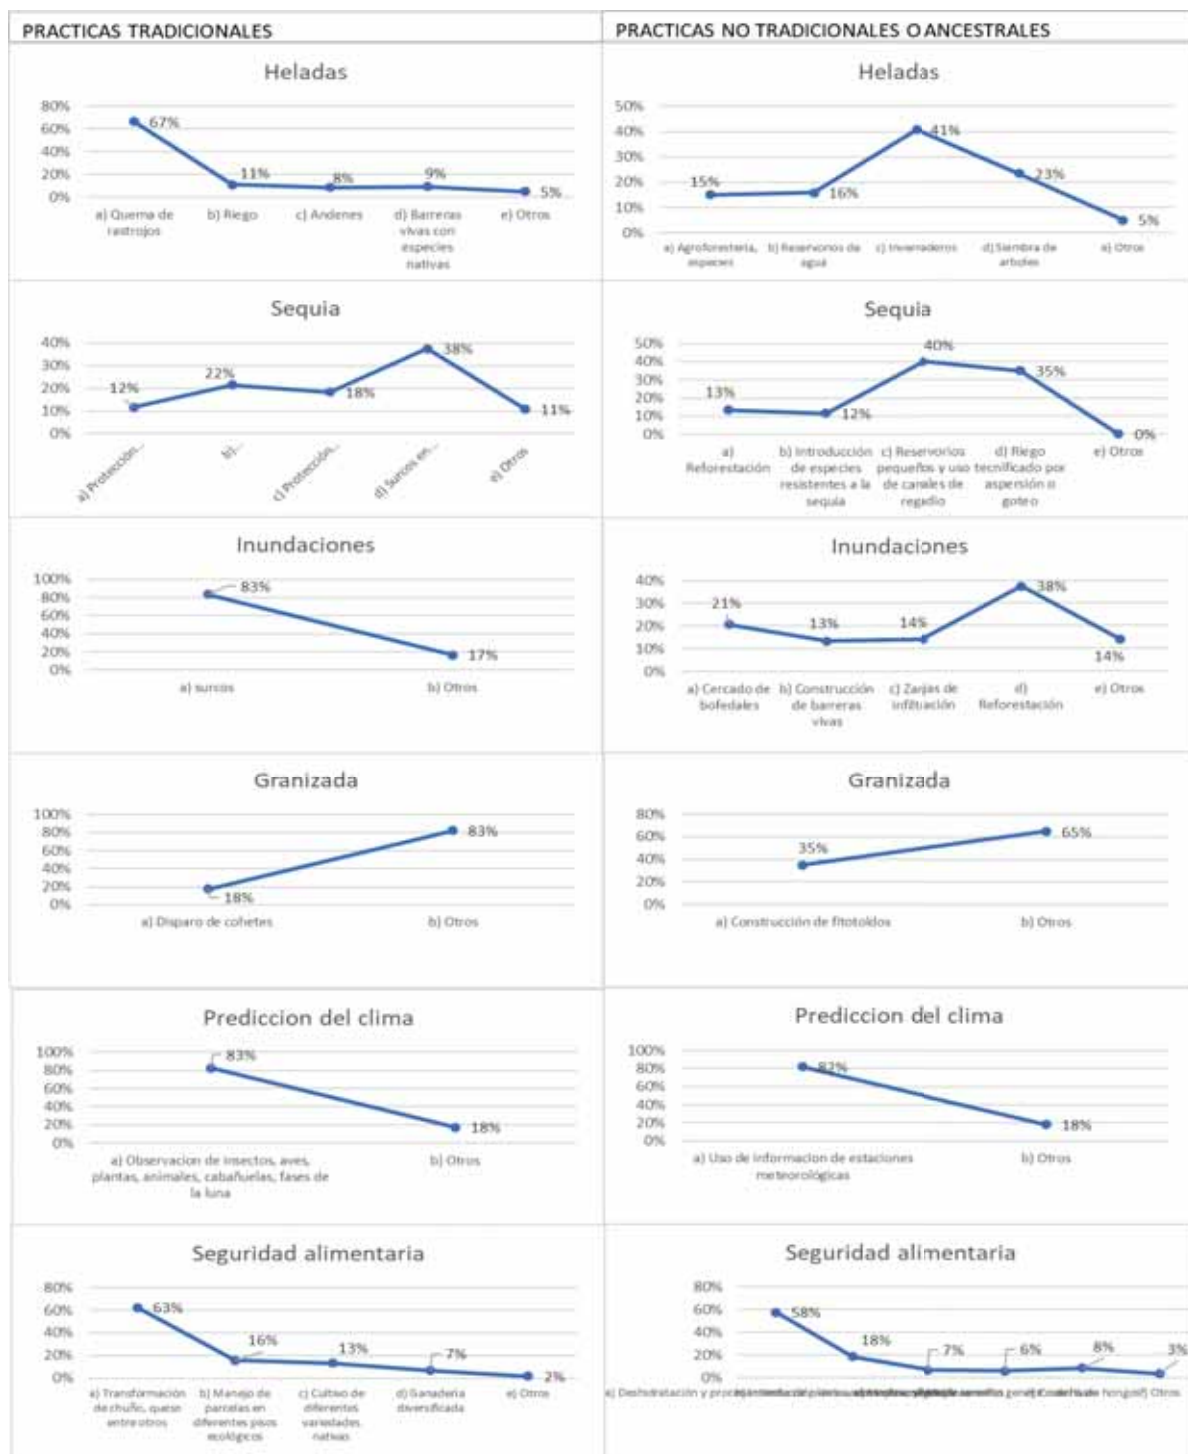 PRACTICAS TRADICIONALES
Heladas
80%
60%
40%
20%
0%
67%
11%
8%
9%
5%
a) Quema de rastrojos
b) Riego
c) Andenes
d) Barreras vivas con especies nativas
e) Otros
PRACTICAS NO TRADICIONALES O ANCESTRALES
Heladas
50%
40%
30%
20%
10%
0%
15%
16%
41%
23%
5%
a) Agroforesteria, especies
b) Reservorios de agua
c) Invernaderos
d) Siembra de arboles
e) Otros
Sequia
40%
30%
20%
10%
0%
12%
22%
18%
38%
11%
a) Protección...
b)...
c) Protección...
d) Surcos en...
e) Otros
Sequia
50%
40%
30%
20%
10%
0%
13%
12%
40%
35%
0%
a) Reforestación
b) Introducción de especies resistentes a la sequia
c) Reservorios pequeños y uso de canales de regadio
d) Riego tecnificado por aspersión o goteo
e) Otros
Inundaciones
100%
80%
60%
40%
20%
0%
83%
17%
a) surcos
b) Otros
Inundaciones
40%
30%
20%
10%
0%
21%
13%
14%
38%
14%
a) Cercado de bofedales
b) Construcción de barreras vivas
c) Zanjas de infiltración
d) Reforestación
e) Otros
Granizada
100%
80%
60%
40%
20%
0%
18%
83%
a) Disparo de cohetes
b) Otros
Granizada
80%
60%
40%
20%
0%
35%
65%
a) Construcción de fitotoldos
b) Otros
Prediccion del clima
100%
80%
60%
40%
20%
0%
83%
18%
a) Observacion de insectos, aves,
plantas, animales, cabañuelas, fases de
la luna
b) Otros
Prediccion del clima
100%
80%
60%
40%
20%
0%
82%
18%
a) Uso de informacion de estaciones
meteorológicas
b) Otros
Seguridad alimentaria
80%
60%
40%
20%
0%
63%
16%
13%
7%
2%
a) Transformación de chuño, queso entre otros
b) Manejo de parcelas en diferentes pisos ecológicos
c) Cultivo de diferentes variedades nativas
d) Ganaderia diversificada
e) Otros
Seguridad alimentaria
80%
60%
40%
20%
0%
58%
18%
7%
6%
8%
3%
a) Deshidratación y
de hongos
f) Otros